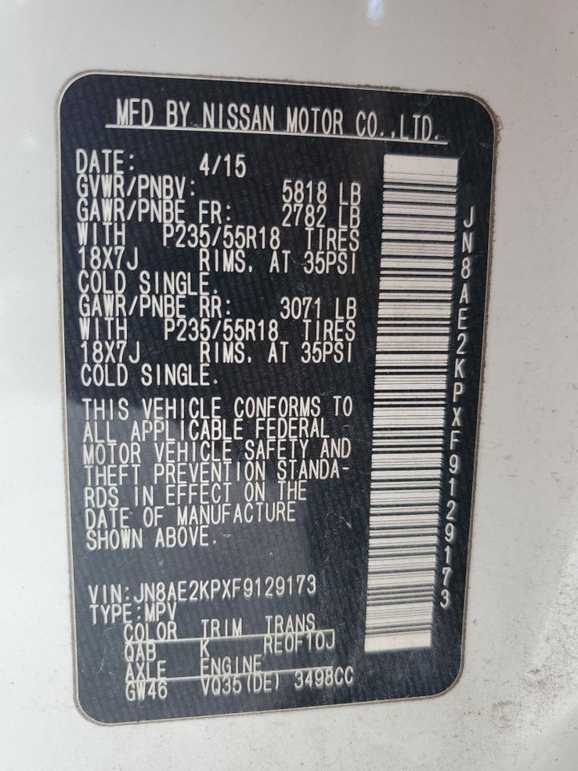 MFD BY NISSAN MOTOR CO.,LTD.
DATE: 4/15
GVWR/PNBV: 5818 LB
GAWR/PNBE FR: 2782 LB
WITH P235/55R18 TIRES
18X7J RIMS, AT 35PSI
COLD SINGLE.
GAWR/PNBE RR: 3071 LB
WITH P235/55R18 TIRES
18X7J RIMS, AT 35PSI
COLD SINGLE.
THIS VEHICLE CONFORMS TO
ALL APPLICABLE FEDERAL
MOTOR VEHICLE SAFETY AND
THEFT PREVENTION STANDA-
RDS IN EFFECT ON THE
DATE OF MANUFACTURE
SHOWN ABOVE.
VIN:JN8AE2KPXF9129173
TYPE:MPV
COLOR TRIM TRANS
QAB K RE0F10J
AXLE ENGINE
GW46 VQ35(DE) 3498CC
JN8AE2KPXF9129173